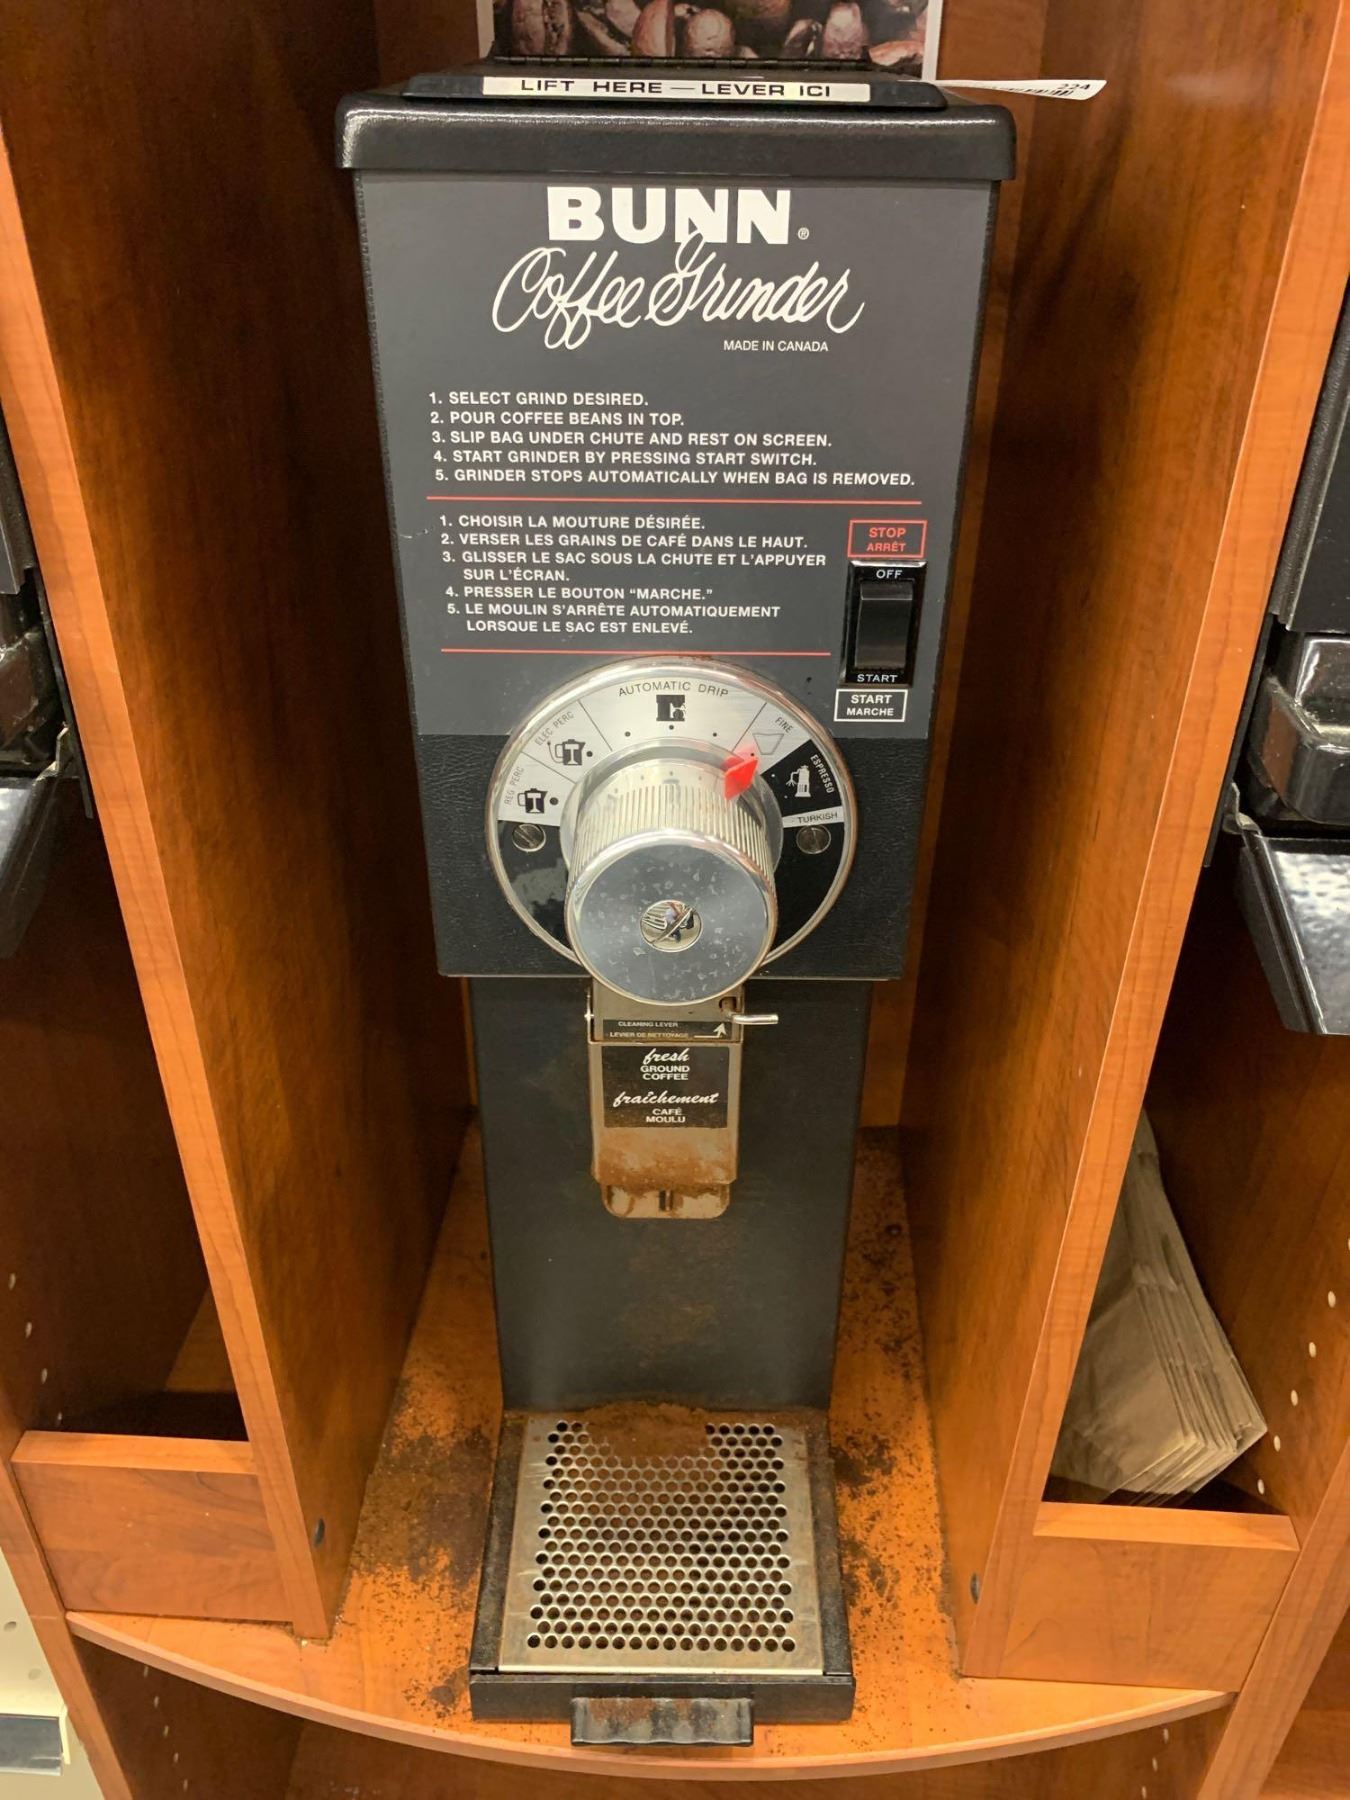 LIFT HERE — LEVER ICI
BUNN®
Coffee Grinder
MADE IN CANADA
1. SELECT GRIND DESIRED.
2. POUR COFFEE BEANS IN TOP.
3. SLIP BAG UNDER CHUTE AND REST ON SCREEN.
4. START GRINDER BY PRESSING START SWITCH.
5. GRINDER STOPS AUTOMATICALLY WHEN BAG IS REMOVED.
1. CHOISIR LA MOUTURE DÉSIRÉE.
2. VERSER LES GRAINS DE CAFÉ DANS LE HAUT.
3. GLISSER LE SAC SOUS LA CHUTE ET L'APPUYER
SUR L'ÉCRAN.
4. PRESSER LE BOUTON "MARCHE."
5. LE MOULIN S'ARRÊTE AUTOMATIQUEMENT
LORSQUE LE SAC EST ENLEVÉ.
STOP
ARRÊT
OFF
START
START
MARCHE
REG PERC
ELEC PERC
AUTOMATIC DRIP
FINE
ESPRESSO
TURKISH
CLEANING LEVER
LEVIER DE NETTOYAGE
fresh
GROUND
COFFEE
fraîchement
CAFÉ
MOULU